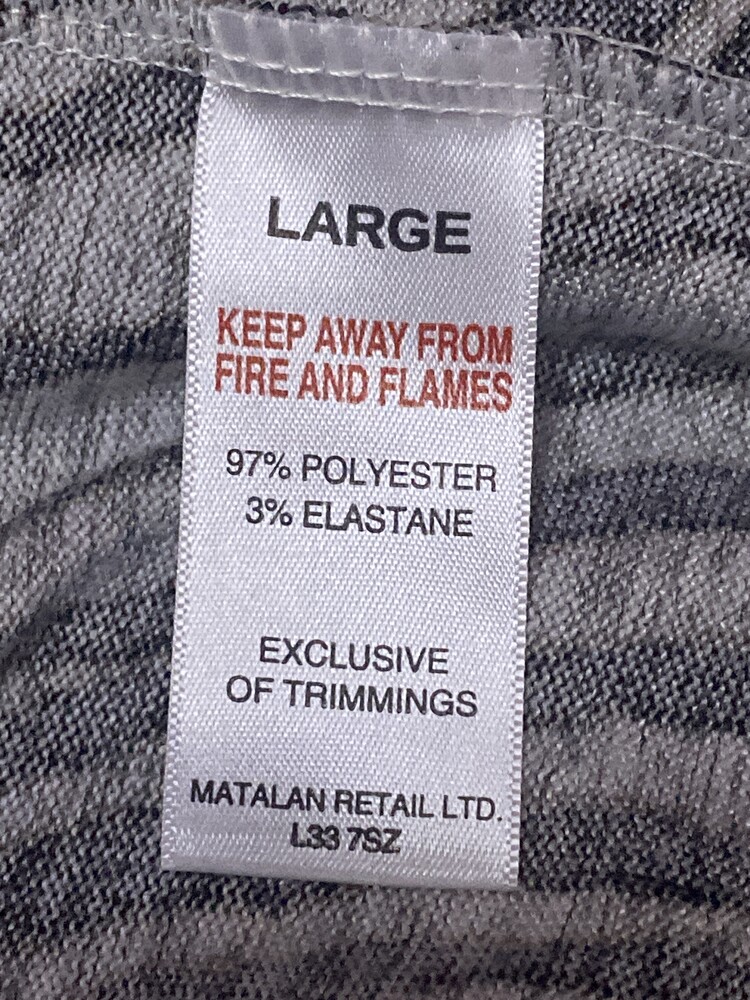 LARGE
KEEP AWAY FROM
FIRE AND FLAMES
97% POLYESTER
3% ELASTANE
EXCLUSIVE
OF TRIMMINGS
MATALAN RETAIL LTD.
L33 7SZ